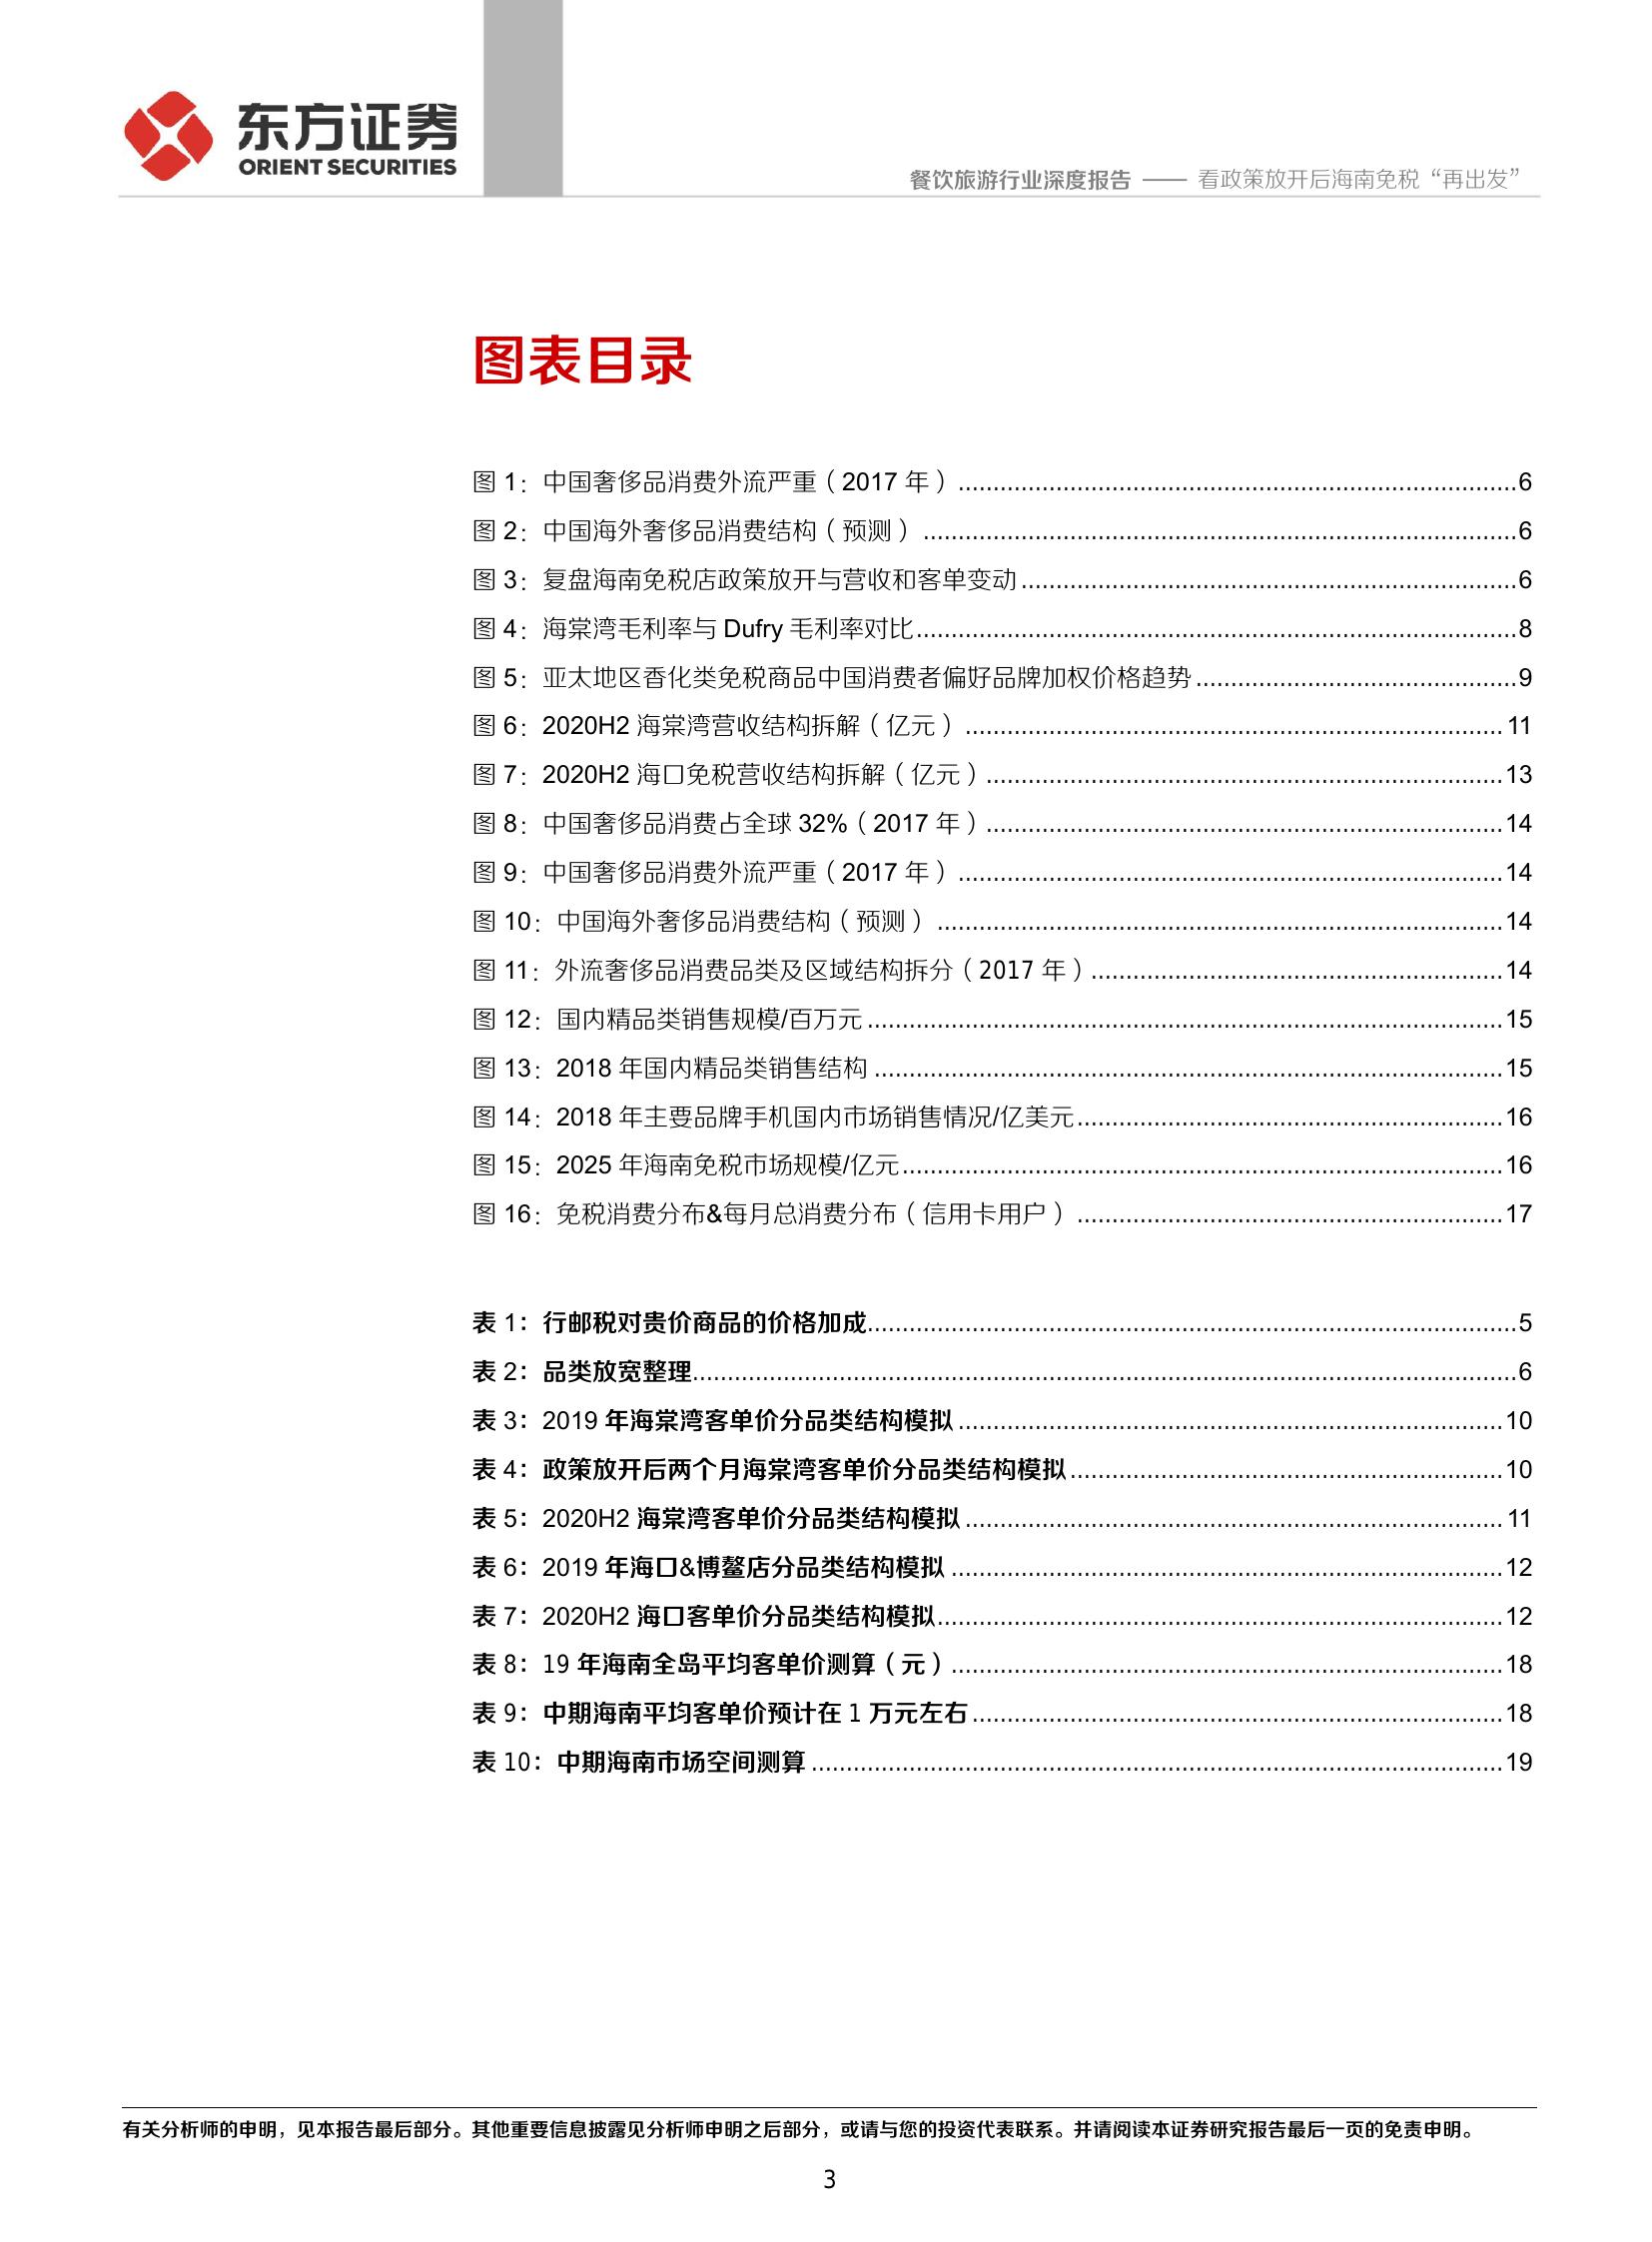 东方证券
ORIENT SECURITIES
餐饮旅游行业深度报告 —— 看政策放开后海南免税“再出发”
图表目录
图 1：中国奢侈品消费外流严重（2017 年）................................................................................6
图 2：中国海外奢侈品消费结构（预测）................................................................................6
图 3：复盘海南免税店政策放开与营收和客单变动................................................................................6
图 4：海棠湾毛利率与 Dufry 毛利率对比................................................................................8
图 5：亚太地区香化类免税商品中国消费者偏好品牌加权价格趋势................................................9
图 6：2020H2 海棠湾营收结构拆解（亿元）................................................................................11
图 7：2020H2 海口免税营收结构拆解（亿元）................................................................................13
图 8：中国奢侈品消费占全球 32%（2017 年）................................................................................14
图 9：中国奢侈品消费外流严重（2017 年）................................................................................14
图 10：中国海外奢侈品消费结构（预测）................................................................................14
图 11：外流奢侈品消费品类及区域结构拆分（2017 年）................................................................14
图 12：国内精品类销售规模/百万元................................................................................15
图 13：2018 年国内精品类销售结构................................................................................15
图 14：2018 年主要品牌手机国内市场销售情况/亿美元................................................................16
图 15：2025 年海南免税市场规模/亿元................................................................................16
图 16：免税消费分布&每月总消费分布（信用卡用户）................................................................17
表 1：行邮税对贵价商品的价格加成................................................................................5
表 2：品类放宽整理................................................................................6
表 3：2019 年海棠湾客单价分品类结构模拟................................................................................10
表 4：政策放开后两个月海棠湾客单价分品类结构模拟................................................................10
表 5：2020H2 海棠湾客单价分品类结构模拟................................................................................11
表 6：2019 年海口&博鳌店分品类结构模拟................................................................................12
表 7：2020H2 海口客单价分品类结构模拟................................................................................12
表 8：19 年海南全岛平均客单价测算（元）................................................................................18
表 9：中期海南平均客单价预计在 1 万元左右................................................................................18
表 10：中期海南市场空间测算................................................................................19
有关分析师的申明，见本报告最后部分。其他重要信息披露见分析师申明之后部分，或请与您的投资代表联系。并请阅读本证券研究报告最后一页的免责申明。
3